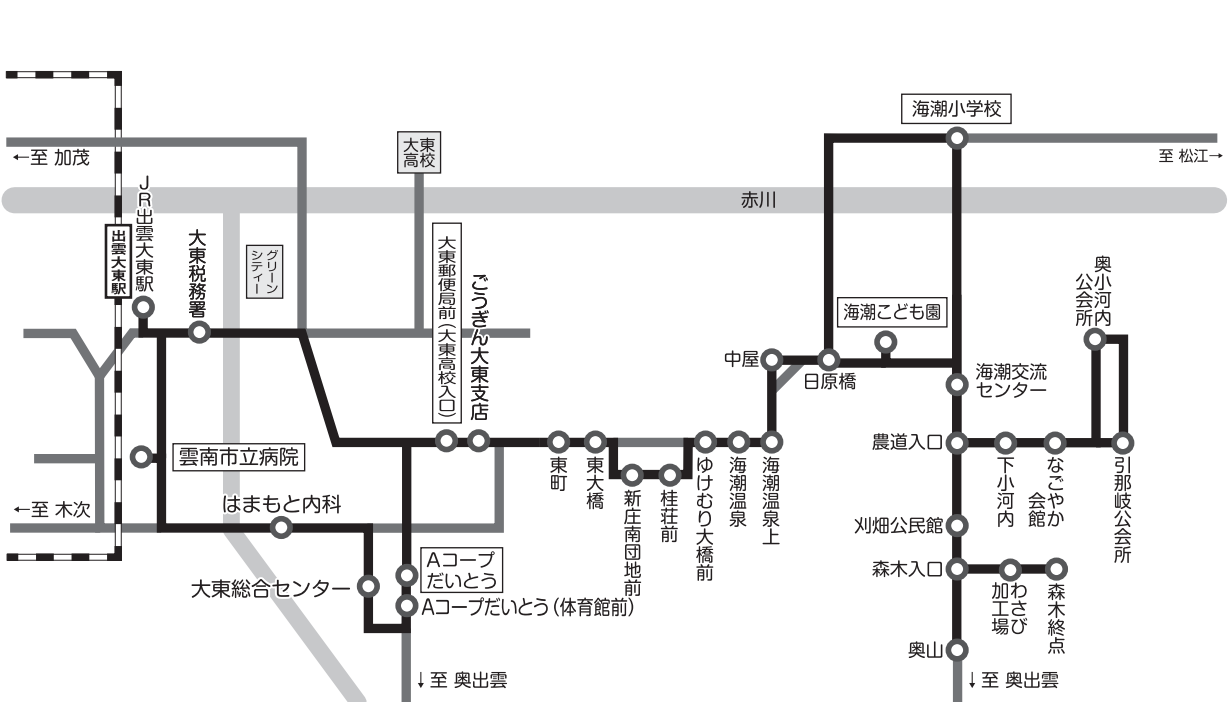 海潮小学校
←至 加茂
大東
高校
至 松江→
赤川
JR出雲大東駅
出雲大東駅
大東税務署
グリーン
シティー
大東郵便局前（大東高校入口）
ごうぎん大東支店
奥小河内
公会所
海潮こども園
中屋
日原橋
海潮交流
センター
雲南市立病院
東町
東大橋
新庄南団地前
桂荘前
ゆけむり大橋前
海潮温泉
海潮温泉上
農道入口
下小河内
なごやか
会館
引那岐公会所
←至 木次
はまもと内科
刈畑公民館
Aコープ
だいとう
大東総合センター
Aコープだいとう（体育館前）
森木入口
わさび
加工場
森木終点
奥山
↓至 奥出雲
↓至 奥出雲